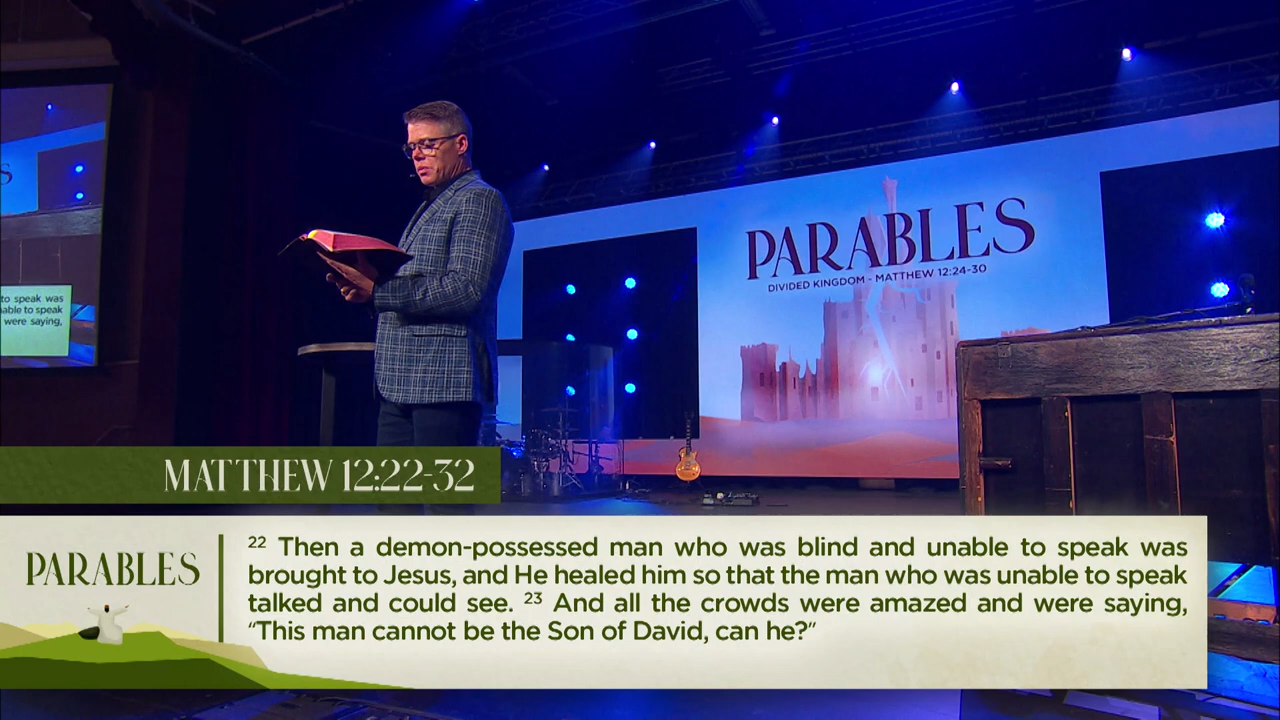 PARABLES
DIVIDED KINGDOM - MATTHEW 12:24-30
S
to speak was
able to speak
were saying,
MATTHEW 12:22-32
PARABLES
22 Then a demon-possessed man who was blind and unable to speak was
brought to Jesus, and He healed him so that the man who was unable to speak
talked and could see. 23 And all the crowds were amazed and were saying,
“This man cannot be the Son of David, can he?”